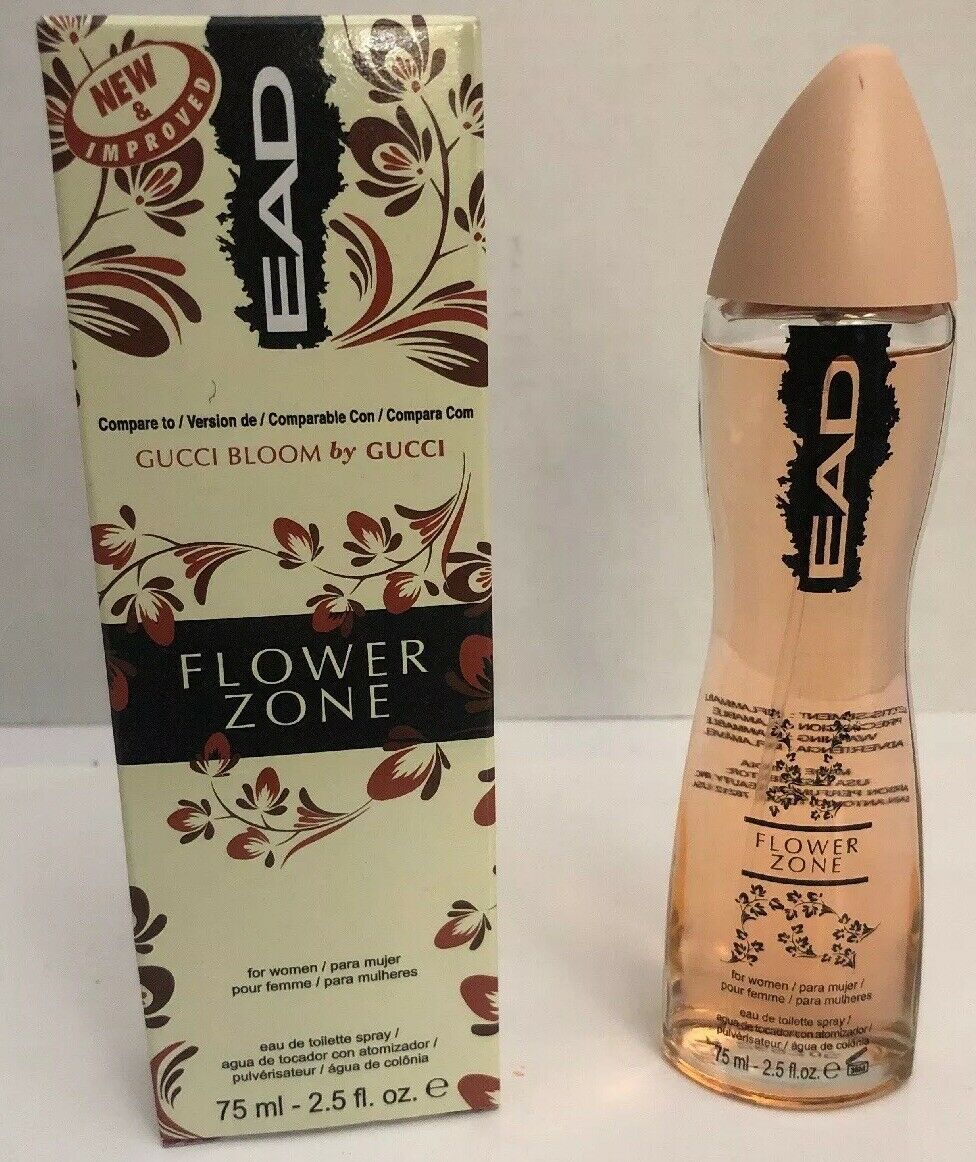 NEW
&
IMPROVED
EAD
Compare to / Version de / Comparable Con / Compara Com
GUCCI BLOOM by GUCCI
FLOWER
ZONE
for women / para mujer
pour femme / para mulheres
eau de toilette spray /
agua de tocador con atomizador /
pulvérisateur / água de colônia
75 ml - 2.5 fl. oz. e
EAD
FLOWER
ZONE
for women / para mujer /
pour femme / para mulheres
eau de toilette spray /
agua de tocador con atomizador /
pulvérisateur / água de colônia
75 ml - 2.5 fl.oz. e